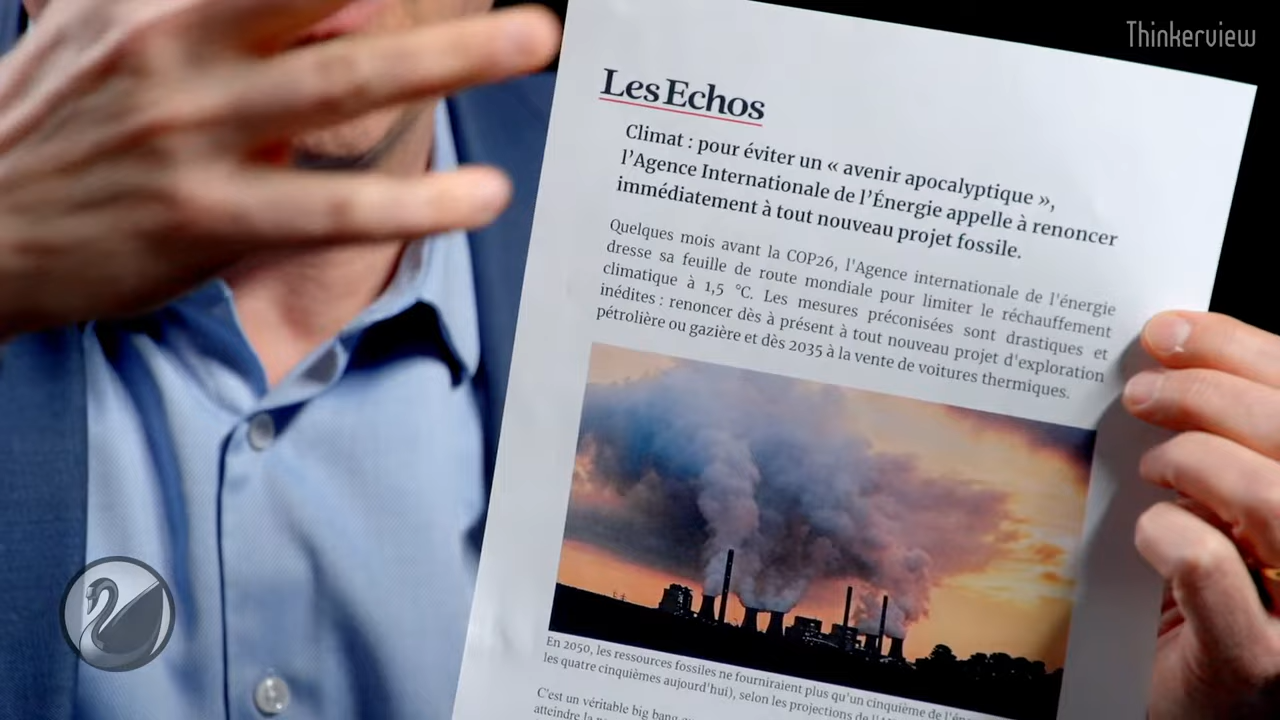 Thinkerview
Les Echos
Climat : pour éviter un « avenir apocalyptique »,
l’Agence Internationale de l’Énergie appelle à renoncer
immédiatement à tout nouveau projet fossile.
Quelques mois avant la COP26, l'Agence internationale de l'énergie
dresse sa feuille de route mondiale pour limiter le réchauffement
climatique à 1,5 °C. Les mesures préconisées sont drastiques et
inédites : renoncer dès à présent à tout nouveau projet d'exploration
pétrolière ou gazière et dès 2035 à la vente de voitures thermiques.
En 2050, les ressources fossiles ne fourniraient plus qu'un cinquième de
les quatre cinquièmes aujourd'hui), selon les projections de
C'est un véritable big bang
atteindre la